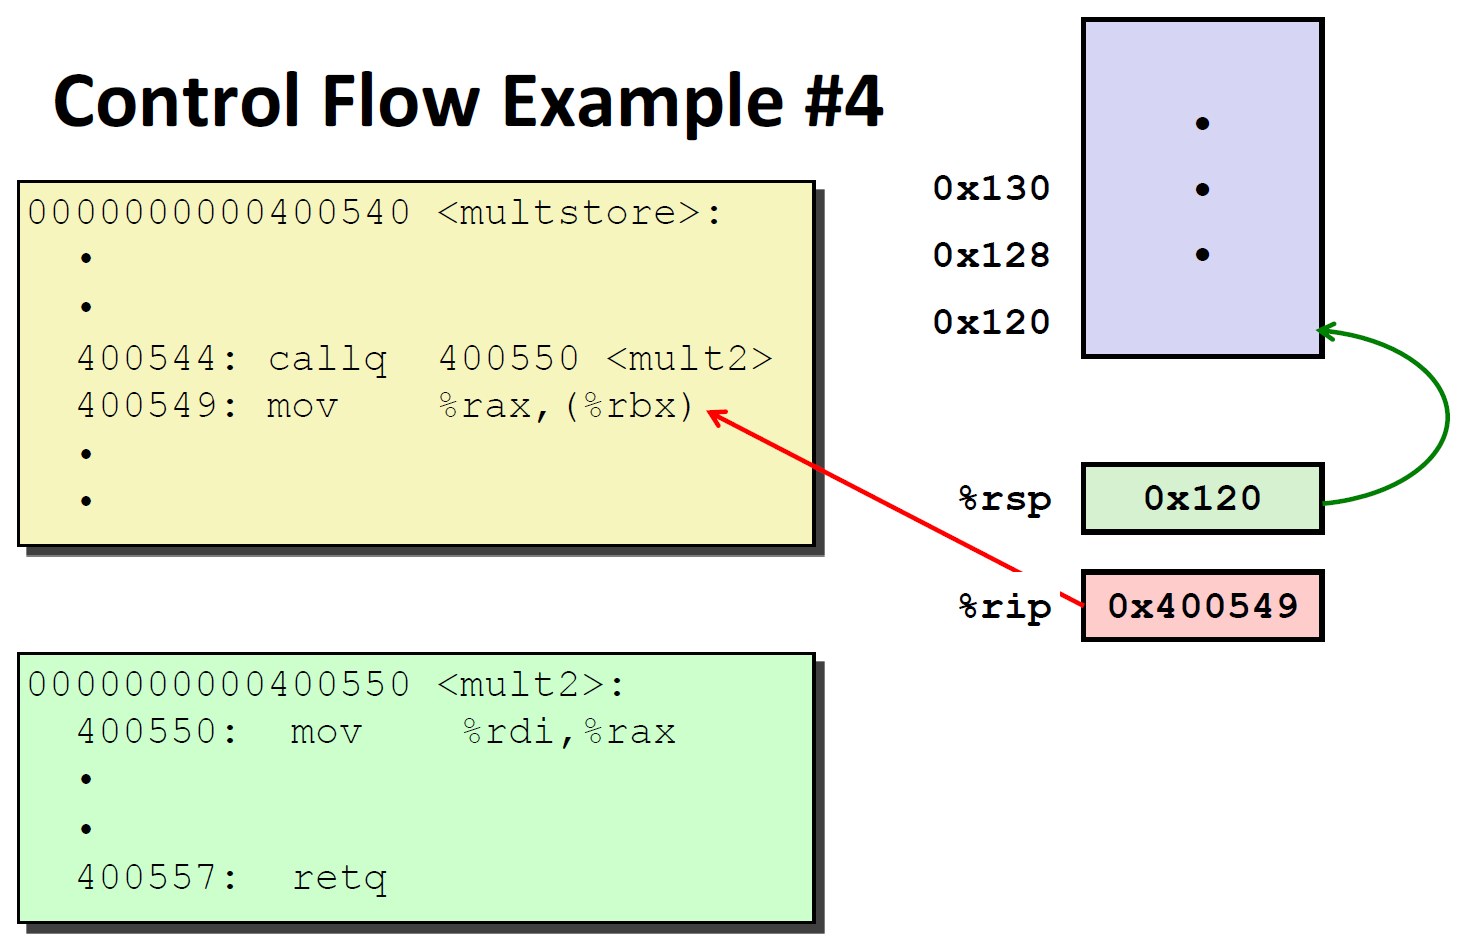 Control Flow Example #4
0000000000400540 <multstore>:
•
•
400544: callq 400550 <mult2>
400549: mov %rax,(%rbx)
•
•
0000000000400550 <mult2>:
400550: mov %rdi,%rax
•
•
400557: retq
•
0x130 •
0x128 •
0x120
%rsp 0x120
%rip 0x400549